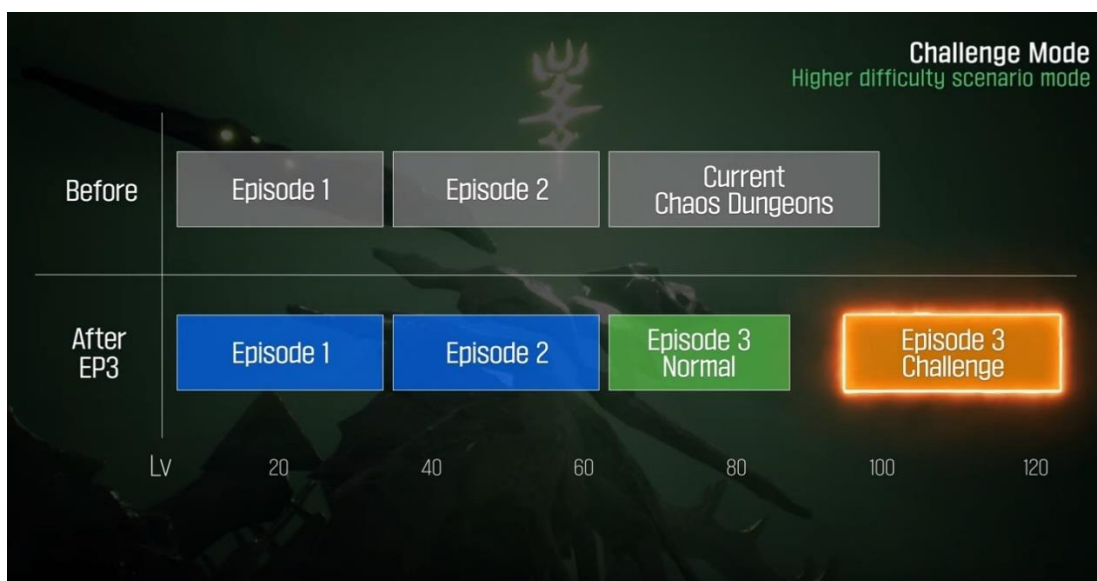 Challenge Mode
Higher difficulty scenario mode
Before
Episode 1
Episode 2
Current
Chaos Dungeons
After
EP3
Episode 1
Episode 2
Episode 3
Normal
Episode 3
Challenge
Lv
20
40
60
80
100
120